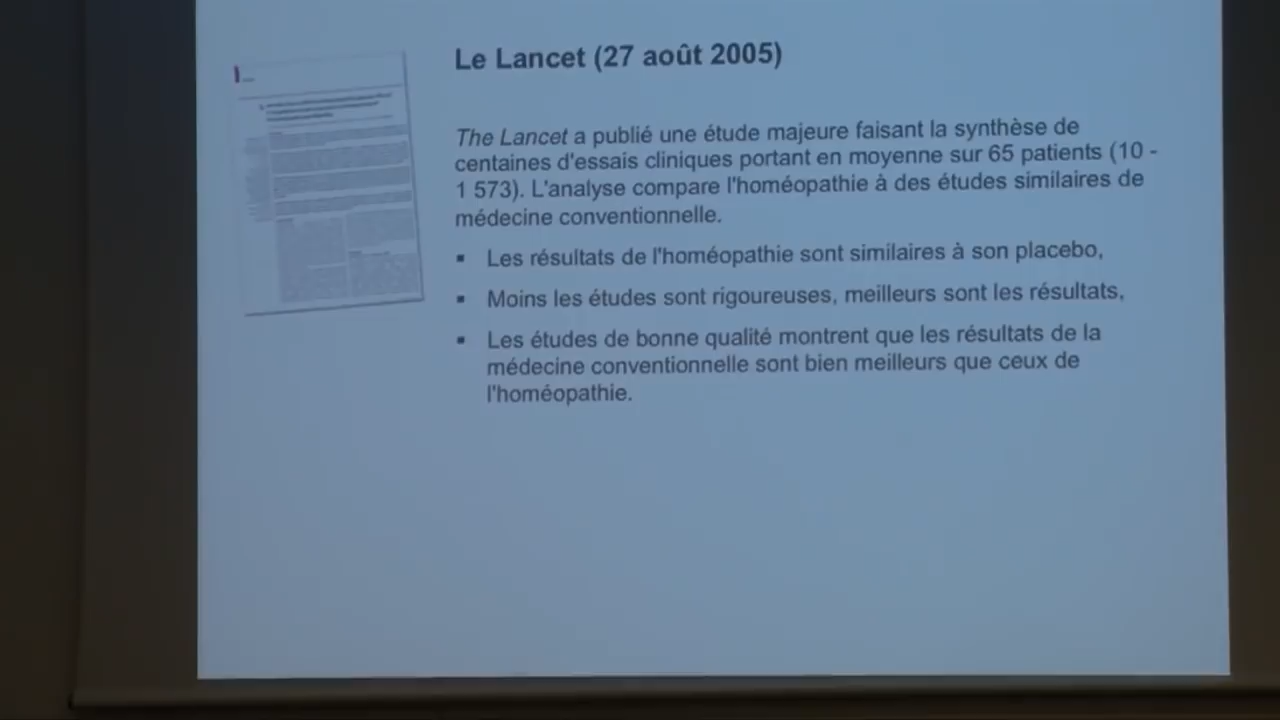 Le Lancet (27 août 2005)
The Lancet a publié une étude majeure faisant la synthèse de
centaines d'essais cliniques portant en moyenne sur 65 patients (10 -
1 573). L'analyse compare l'homéopathie à des études similaires de
médecine conventionnelle.
▪ Les résultats de l'homéopathie sont similaires à son placebo,
▪ Moins les études sont rigoureuses, meilleurs sont les résultats,
▪ Les études de bonne qualité montrent que les résultats de la
médecine conventionnelle sont bien meilleurs que ceux de
l'homéopathie.